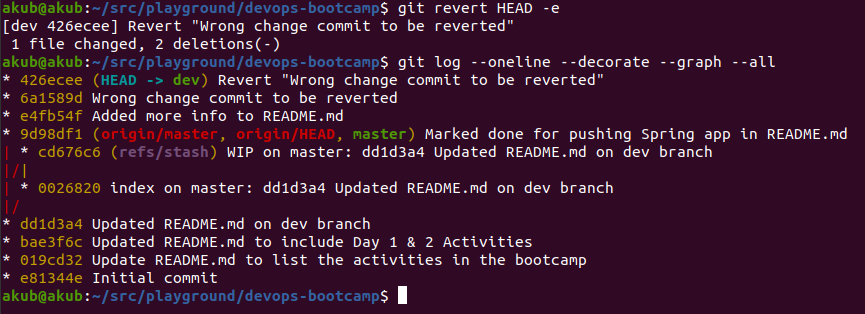 akub@akub:~/src/playground/devops-bootcamp$ git revert HEAD -e
[dev 426ecee] Revert "Wrong change commit to be reverted"
 1 file changed, 2 deletions(-)
akub@akub:~/src/playground/devops-bootcamp$ git log --oneline --decorate --graph --all
* 426ecee (HEAD -> dev) Revert "Wrong change commit to be reverted"
* 6a1589d Wrong change commit to be reverted
* e4fb54f Added more info to README.md
* 9d98df1 (origin/master, origin/HEAD, master) Marked done for pushing Spring app in README.md
| * cd676c6 (refs/stash) WIP on master: dd1d3a4 Updated README.md on dev branch
|/|
| * 0026820 index on master: dd1d3a4 Updated README.md on dev branch
|/
* dd1d3a4 Updated README.md on dev branch
* bae3f6c Updated README.md to include Day 1 & 2 Activities
* 019cd32 Update README.md to list the activities in the bootcamp
* e81344e Initial commit
akub@akub:~/src/playground/devops-bootcamp$